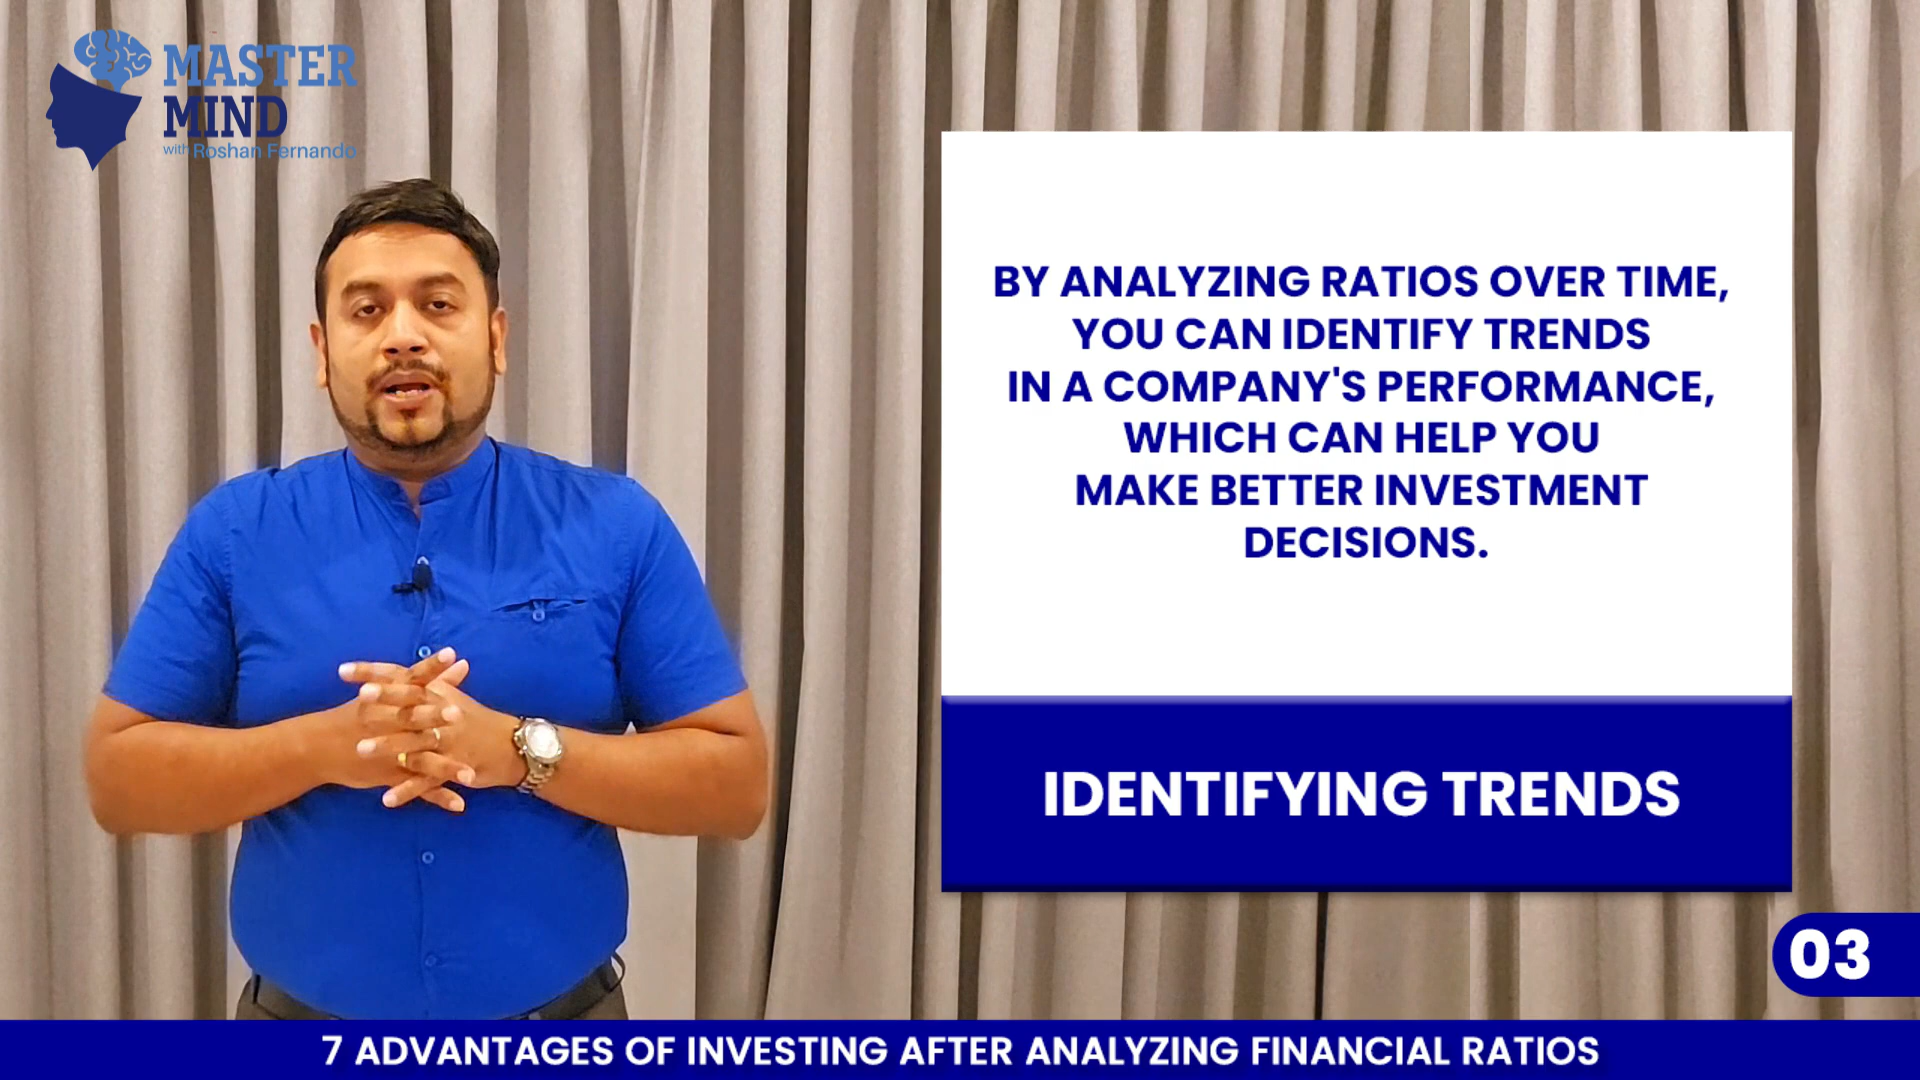 MASTER
MIND
with Roshan Fernando
BY ANALYZING RATIOS OVER TIME,
YOU CAN IDENTIFY TRENDS
IN A COMPANY'S PERFORMANCE,
WHICH CAN HELP YOU
MAKE BETTER INVESTMENT
DECISIONS.
IDENTIFYING TRENDS
03
7 ADVANTAGES OF INVESTING AFTER ANALYZING FINANCIAL RATIOS